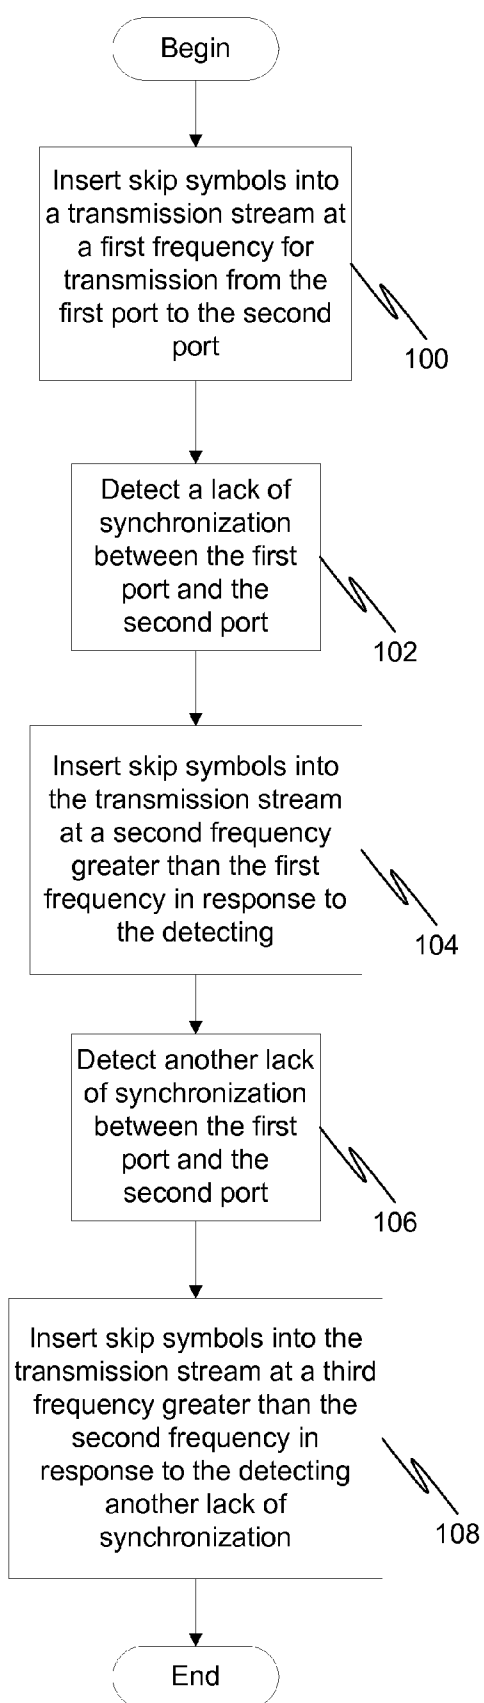 Begin
Insert skip symbols into
a transmission stream at
a first frequency for
transmission from the
first port to the second
port
100
Detect a lack of
synchronization
between the first
port and the
second port
102
Insert skip symbols into
the transmission stream
at a second frequency
greater than the first
frequency in response to
the detecting
104
Detect another lack
of synchronization
between the first
port and the
second port
106
Insert skip symbols into the
transmission stream at a third
frequency greater than the
second frequency in
response to the detecting
another lack of
synchronization
108
End